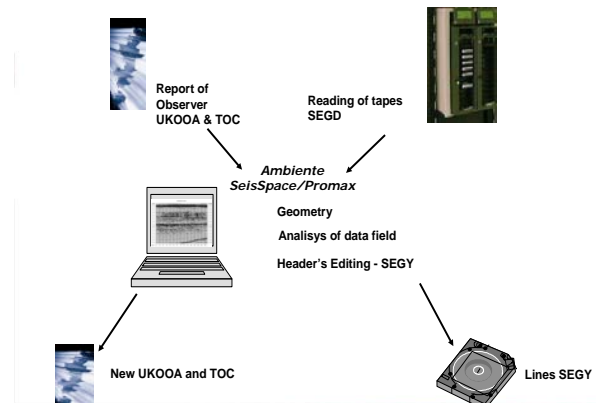 Report of
Observer
UKOOA & TOC
Reading of tapes
SEGD
Ambiente
SeisSpace/Promax
Geometry
Analisys of data field
Header's Editing - SEGY
New UKOOA and TOC
Lines SEGY